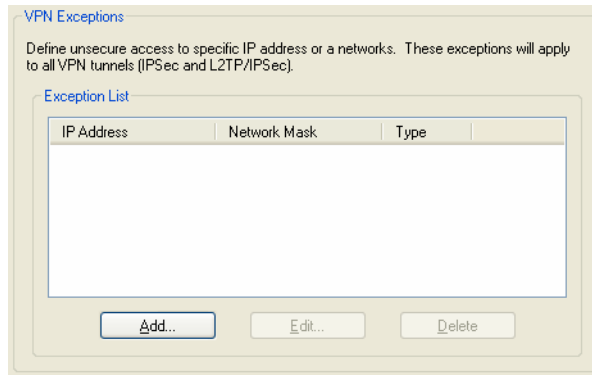 VPN Exceptions
Define unsecure access to specific IP address or a networks. These exceptions will apply
to all VPN tunnels (IPSec and L2TP/IPSec).
Exception List
IP Address Network Mask Type
Add... Edit... Delete